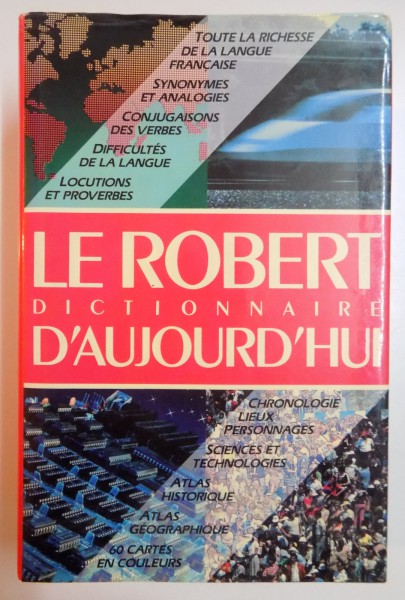 TOUTE LA RICHESSE
DE LA LANGUE
FRANÇAISE
SYNONYMES
ET ANALOGIES
CONJUGAISONS
DES VERBES
DIFFICULTÉS
DE LA LANGUE
LOCUTIONS
ET PROVERBES
LE ROBERT
DICTIONNAIRE
D'AUJOURD'HUI
CHRONOLOGIE
LIEUX
PERSONNAGES
SCIENCES ET
TECHNOLOGIES
ATLAS
HISTORIQUE
ATLAS
GÉOGRAPHIQUE
60 CARTES
EN COULEURS